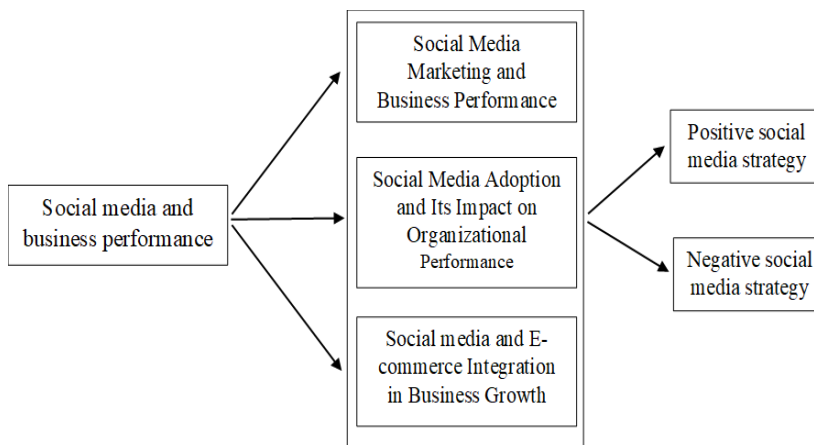 Social media and
business performance
Social Media
Marketing and
Business Performance
Social Media Adoption
and Its Impact on
Organizational
Performance
Social media and E-
commerce Integration
in Business Growth
Positive social
media strategy
Negative social
media strategy